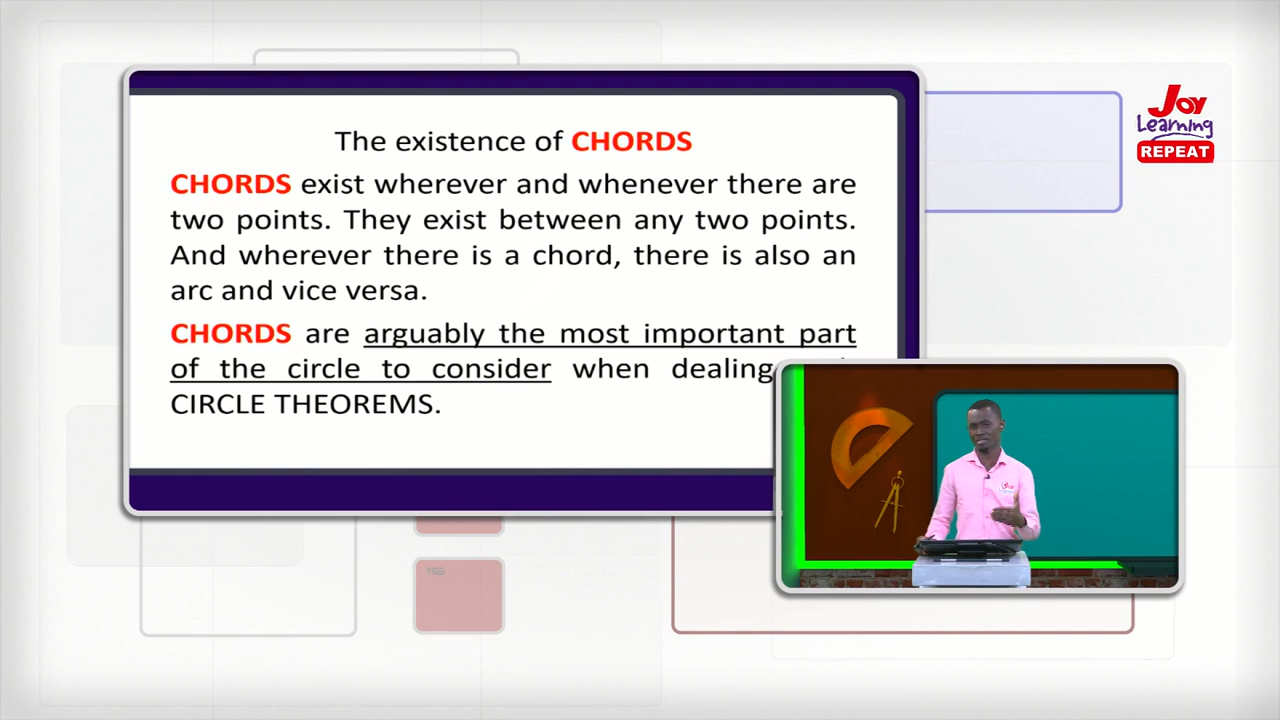 The existence of CHORDS
CHORDS exist wherever and whenever there are
two points. They exist between any two points.
And wherever there is a chord, there is also an
arc and vice versa.
CHORDS are arguably the most important part
of the circle to consider when dealing
CIRCLE THEOREMS.
Joy
Learning
REPEAT